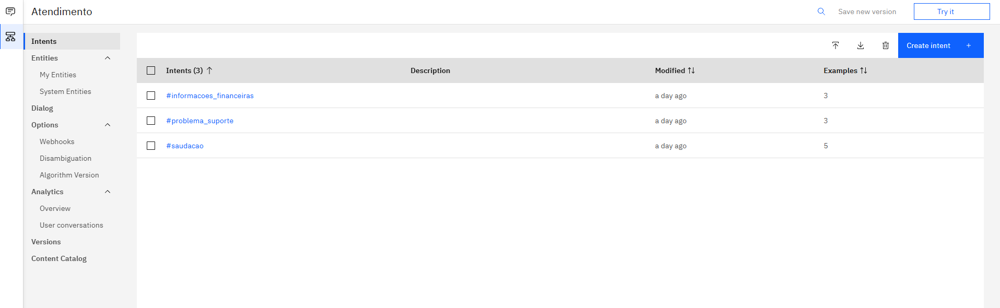 Atendimento
Save new version
Try it
Intents
Entities
My Entities
System Entities
Dialog
Options
Webhooks
Disambiguation
Algorithm Version
Analytics
Overview
User conversations
Versions
Content Catalog
Create intent +
Intents (3) Description Modified Examples
#informacoes_financeiras a day ago 3
#problema_suporte a day ago 3
#saudacao a day ago 5